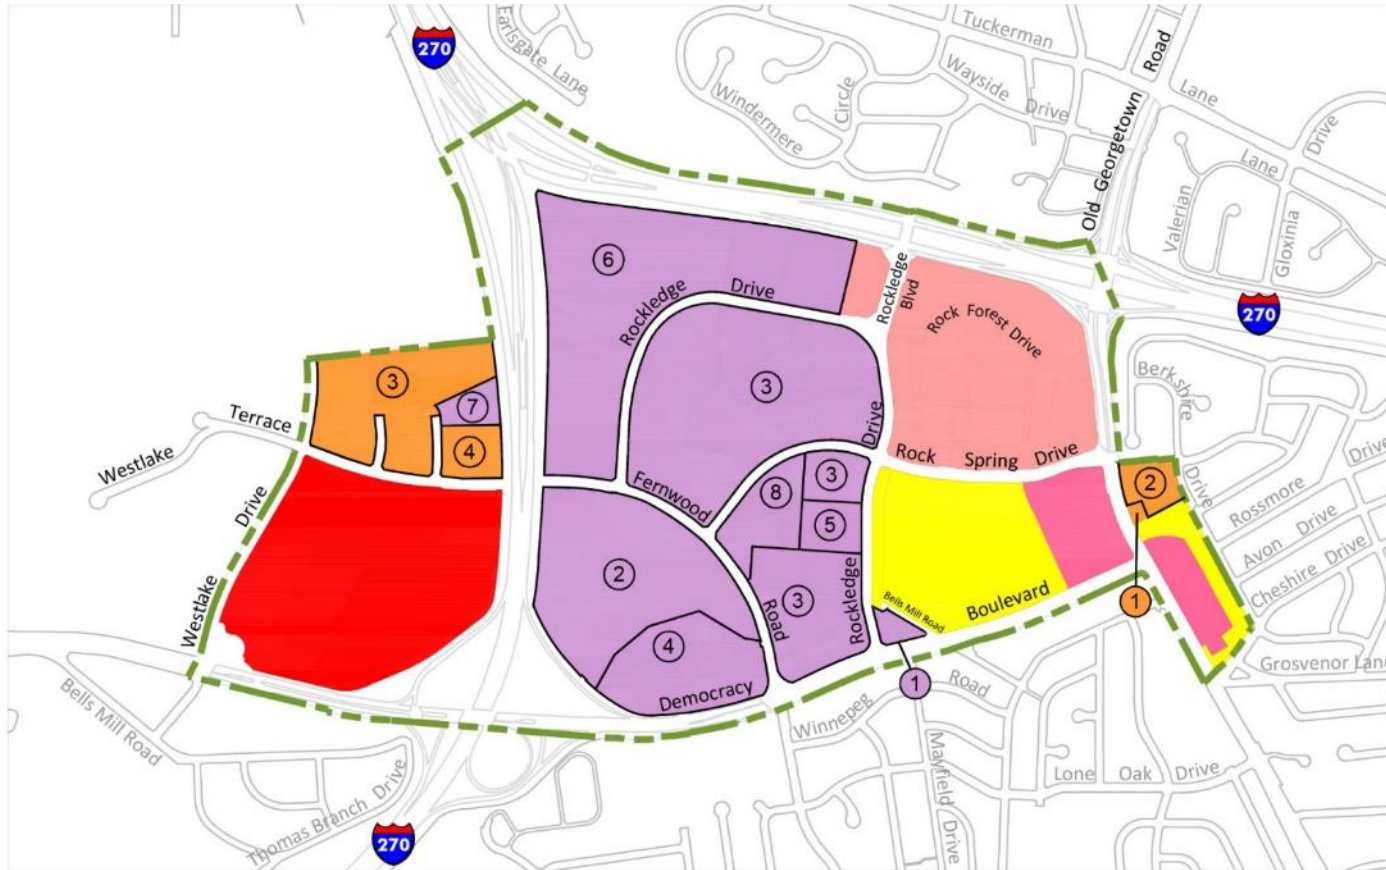 Tuckerman
Lane
Earlsgate Lane
270
Wayside Drive
Old Georgetown Road
Windermere
Circle
Lane
Drive
Valerian
Gloxinia
6
Rockledge Drive
Rockledge Blvd
Rock Forest Drive
270
3
7
4
Terrace
Westlake
3
Drive
Berkshire
Drive
Rock Spring Drive
Fernwood
Road
8
3
5
2
Rossmore
Drive
Avon Drive
Cheshire Drive
Westlake
Drive
2
4
3
Rockledge
Bells Mill Road
Boulevard
1
Democracy
1
Grosvenor Lane
Bells Mill Road
Winnepeg
Road
Mayfield Drive
Lone Oak Drive
Thomas Branch Drive
270